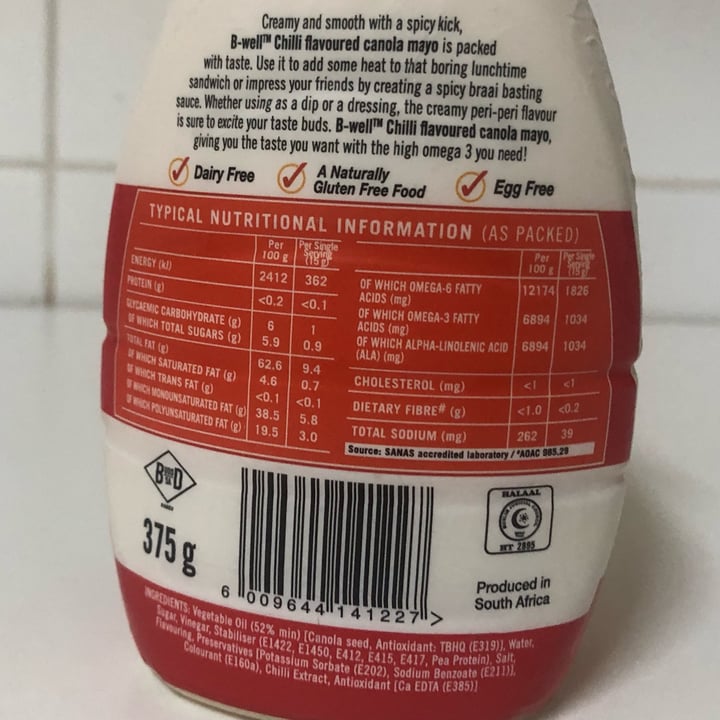 Creamy and smooth with a spicy kick,
B-well™ Chilli flavoured canola mayo is packed
with taste. Use it to add some heat to that boring lunchtime
sandwich or impress your friends by creating a spicy braai basting
sauce. Whether using as a dip or a dressing, the creamy peri-peri flavour
is sure to excite your taste buds. B-well™ Chilli flavoured canola mayo,
giving you the taste you want with the high omega 3 you need!
Dairy Free
A Naturally
Gluten Free Food
Egg Free
TYPICAL NUTRITIONAL INFORMATION (AS PACKED)
Per 100 g Per Single Serving (15 g)
ENERGY (kJ) 2412 362
PROTEIN (g) <0.2 <0.1
GLYCAEMIC CARBOHYDRATE (g) 6 1
OF WHICH TOTAL SUGARS (g) 5.9 0.9
TOTAL FAT (g) 62.6 9.4
OF WHICH SATURATED FAT (g) 4.6 0.7
OF WHICH TRANS FAT (g) <0.1 <0.1
OF WHICH MONOUNSATURATED FAT (g) 38.5 5.8
OF WHICH POLYUNSATURATED FAT (g) 19.5 3.0
Per 100 g Per Single Serving (15 g)
OF WHICH OMEGA-6 FATTY
ACIDS (mg) 12174 1826
OF WHICH OMEGA-3 FATTY
ACIDS (mg) 6894 1034
OF WHICH ALPHA-LINOLENIC ACID
(ALA) (mg) 6894 1034
CHOLESTEROL (mg) <1 <1
DIETARY FIBRE# (g) <1.0 <0.2
TOTAL SODIUM (mg) 262 39
Source: SANAS accredited laboratory / #AOAC 985.29
B D
375 g
6 009644 141227 >
HALAAL
HT 2895
Produced in
South Africa
INGREDIENTS: Vegetable Oil (52% min) [Canola seed, Antioxidant: TBHQ (E319)], Water,
Sugar, Vinegar, Stabiliser (E1422, E1450, E412, E415, E417, Pea Protein), Salt,
Flavouring, Preservatives [Potassium Sorbate (E202), Sodium Benzoate (E211)],
Colourant (E160a), Chilli Extract, Antioxidant [Ca EDTA (E385)]